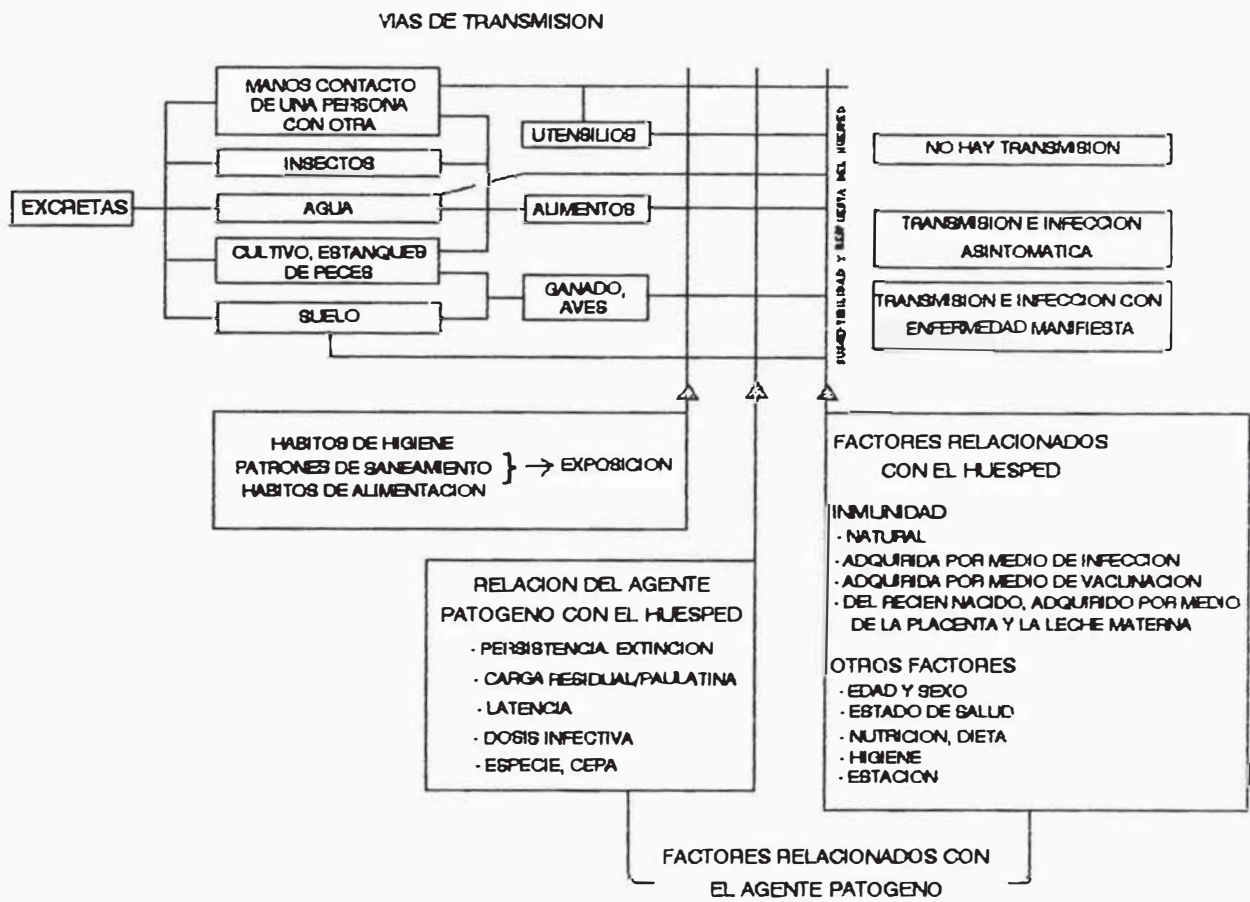 VIAS DE TRANSMISION
MANOS CONTACTO
DE UNA PERSONA
CON OTRA
UTENSILIOS
INSECTOS
EXCRETAS
AGUA
ALIMENTOS
CULTIVO, ESTANQUES
DE PECES
GANADO,
AVES
SUELO
SUSCEPTIBILIDAD Y RESPUESTA DEL HUESPED
NO HAY TRANSMISION
TRANSMISION E INFECCION
ASINTOMATICA
TRANSMISION E INFECCION CON
ENFERMEDAD MANIFIESTA
HABITOS DE HIGIENE
PATRONES DE SANEAMIENTO } → EXPOSICION
HABITOS DE ALIMENTACION
RELACION DEL AGENTE
PATOGENO CON EL HUESPED
· PERSISTENCIA. EXTINCION
· CARGA RESIDUAL/PAULATINA
· LATENCIA
· DOSIS INFECTIVA
· ESPECIE, CEPA
FACTORES RELACIONADOS
CON EL HUESPED
INMUNIDAD
· NATURAL
· ADQUIRIDA POR MEDIO DE INFECCION
· ADQUIRIDA POR MEDIO DE VACUNACION
· DEL RECIEN NACIDO, ADQUIRIDO POR MEDIO
DE LA PLACENTA Y LA LECHE MATERNA
OTROS FACTORES
· EDAD Y SEXO
· ESTADO DE SALUD
· NUTRICION, DIETA
· HIGIENE
· ESTACION
FACTORES RELACIONADOS CON
EL AGENTE PATOGENO